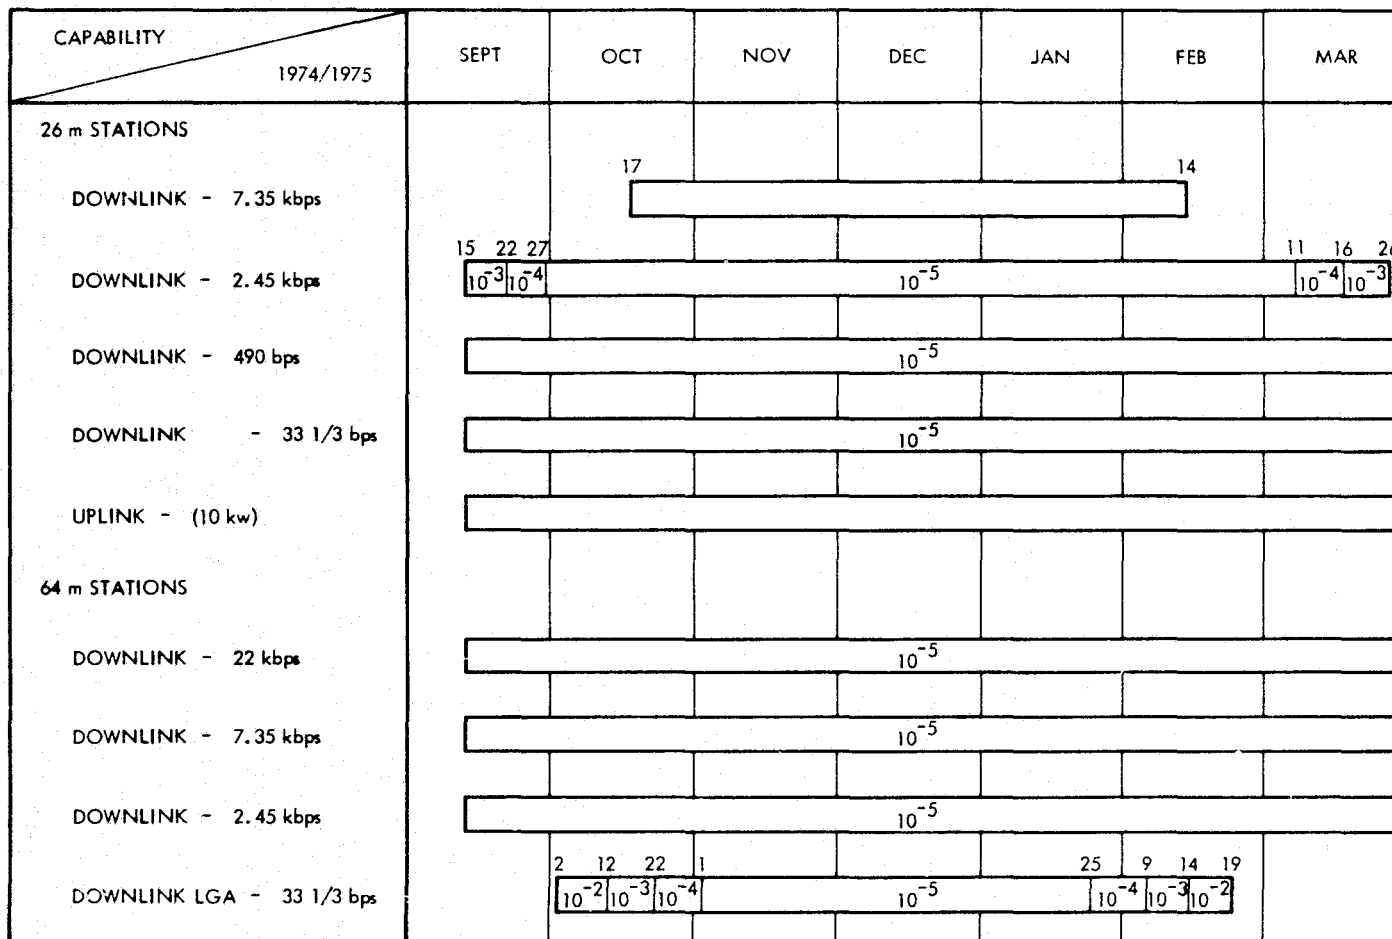 CAPABILITY
1974/1975
SEPT OCT NOV DEC JAN FEB MAR
26 m STATIONS
17 14
DOWNLINK - 7.35 kbps
15 22 27 11 16 26
DOWNLINK - 2.45 kbps 10⁻³ 10⁻⁴ 10⁻⁵ 10⁻⁴ 10⁻³
DOWNLINK - 490 bps 10⁻⁵
DOWNLINK - 33 1/3 bps 10⁻⁵
UPLINK - (10 kw)
64 m STATIONS
DOWNLINK - 22 kbps 10⁻⁵
DOWNLINK - 7.35 kbps 10⁻⁵
DOWNLINK - 2.45 kbps 10⁻⁵
2 12 22 1 25 9 14 19
DOWNLINK LGA - 33 1/3 bps 10⁻² 10⁻³ 10⁻⁴ 10⁻⁵ 10⁻⁴ 10⁻³ 10⁻²